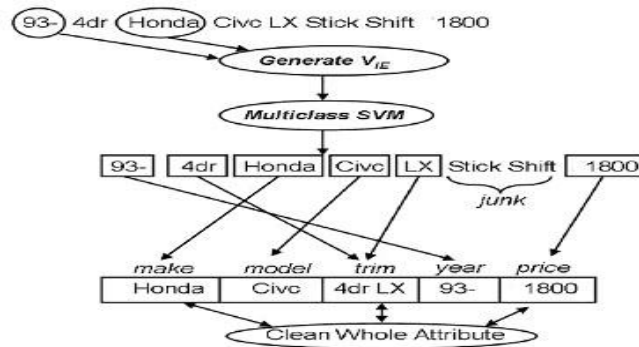 93- 4dr Honda Civc LX Stick Shift 1800
Generate VIE
Multiclass SVM
93- 4dr Honda Civc LX Stick Shift 1800
junk
make model trim year price
Honda Civc 4dr LX 93- 1800
Clean Whole Attribute